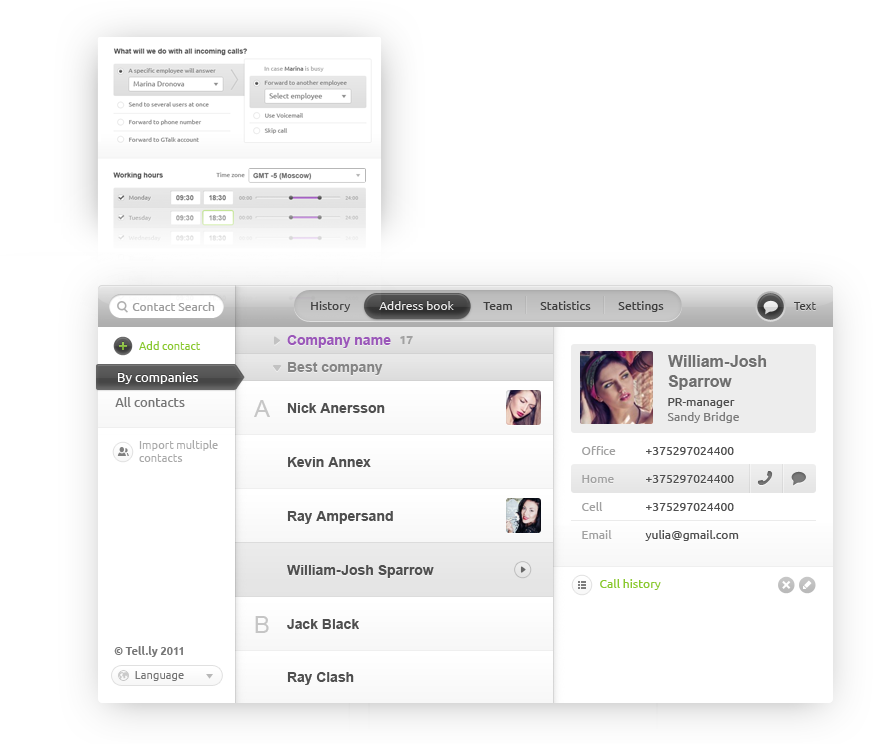 What will we do with all incoming calls?
A specific employee will answer
Marina Dronova
Send to several users at once
Forward to phone number
Forward to GTalk account
In case Marina is busy
Forward to another employee
Select employee
Use Voicemail
Skip call
Working hours
Time zone
GMT -5 (Moscow)
Monday 09:30 18:30 00:00 24:00
Tuesday 09:30 18:30 00:00 24:00
Wednesday 09:30 18:30 00:00 24:00
Contact Search
History Address book Team Statistics Settings
Text
Add contact
By companies
All contacts
Import multiple
contacts
© Tell.ly 2011
Language
Company name 17
Best company
A
Nick Anersson
Kevin Annex
Ray Ampersand
William-Josh Sparrow
B
Jack Black
Ray Clash
William-Josh
Sparrow
PR-manager
Sandy Bridge
Office +375297024400
Home +375297024400
Cell +375297024400
Email yulia@gmail.com
Call history